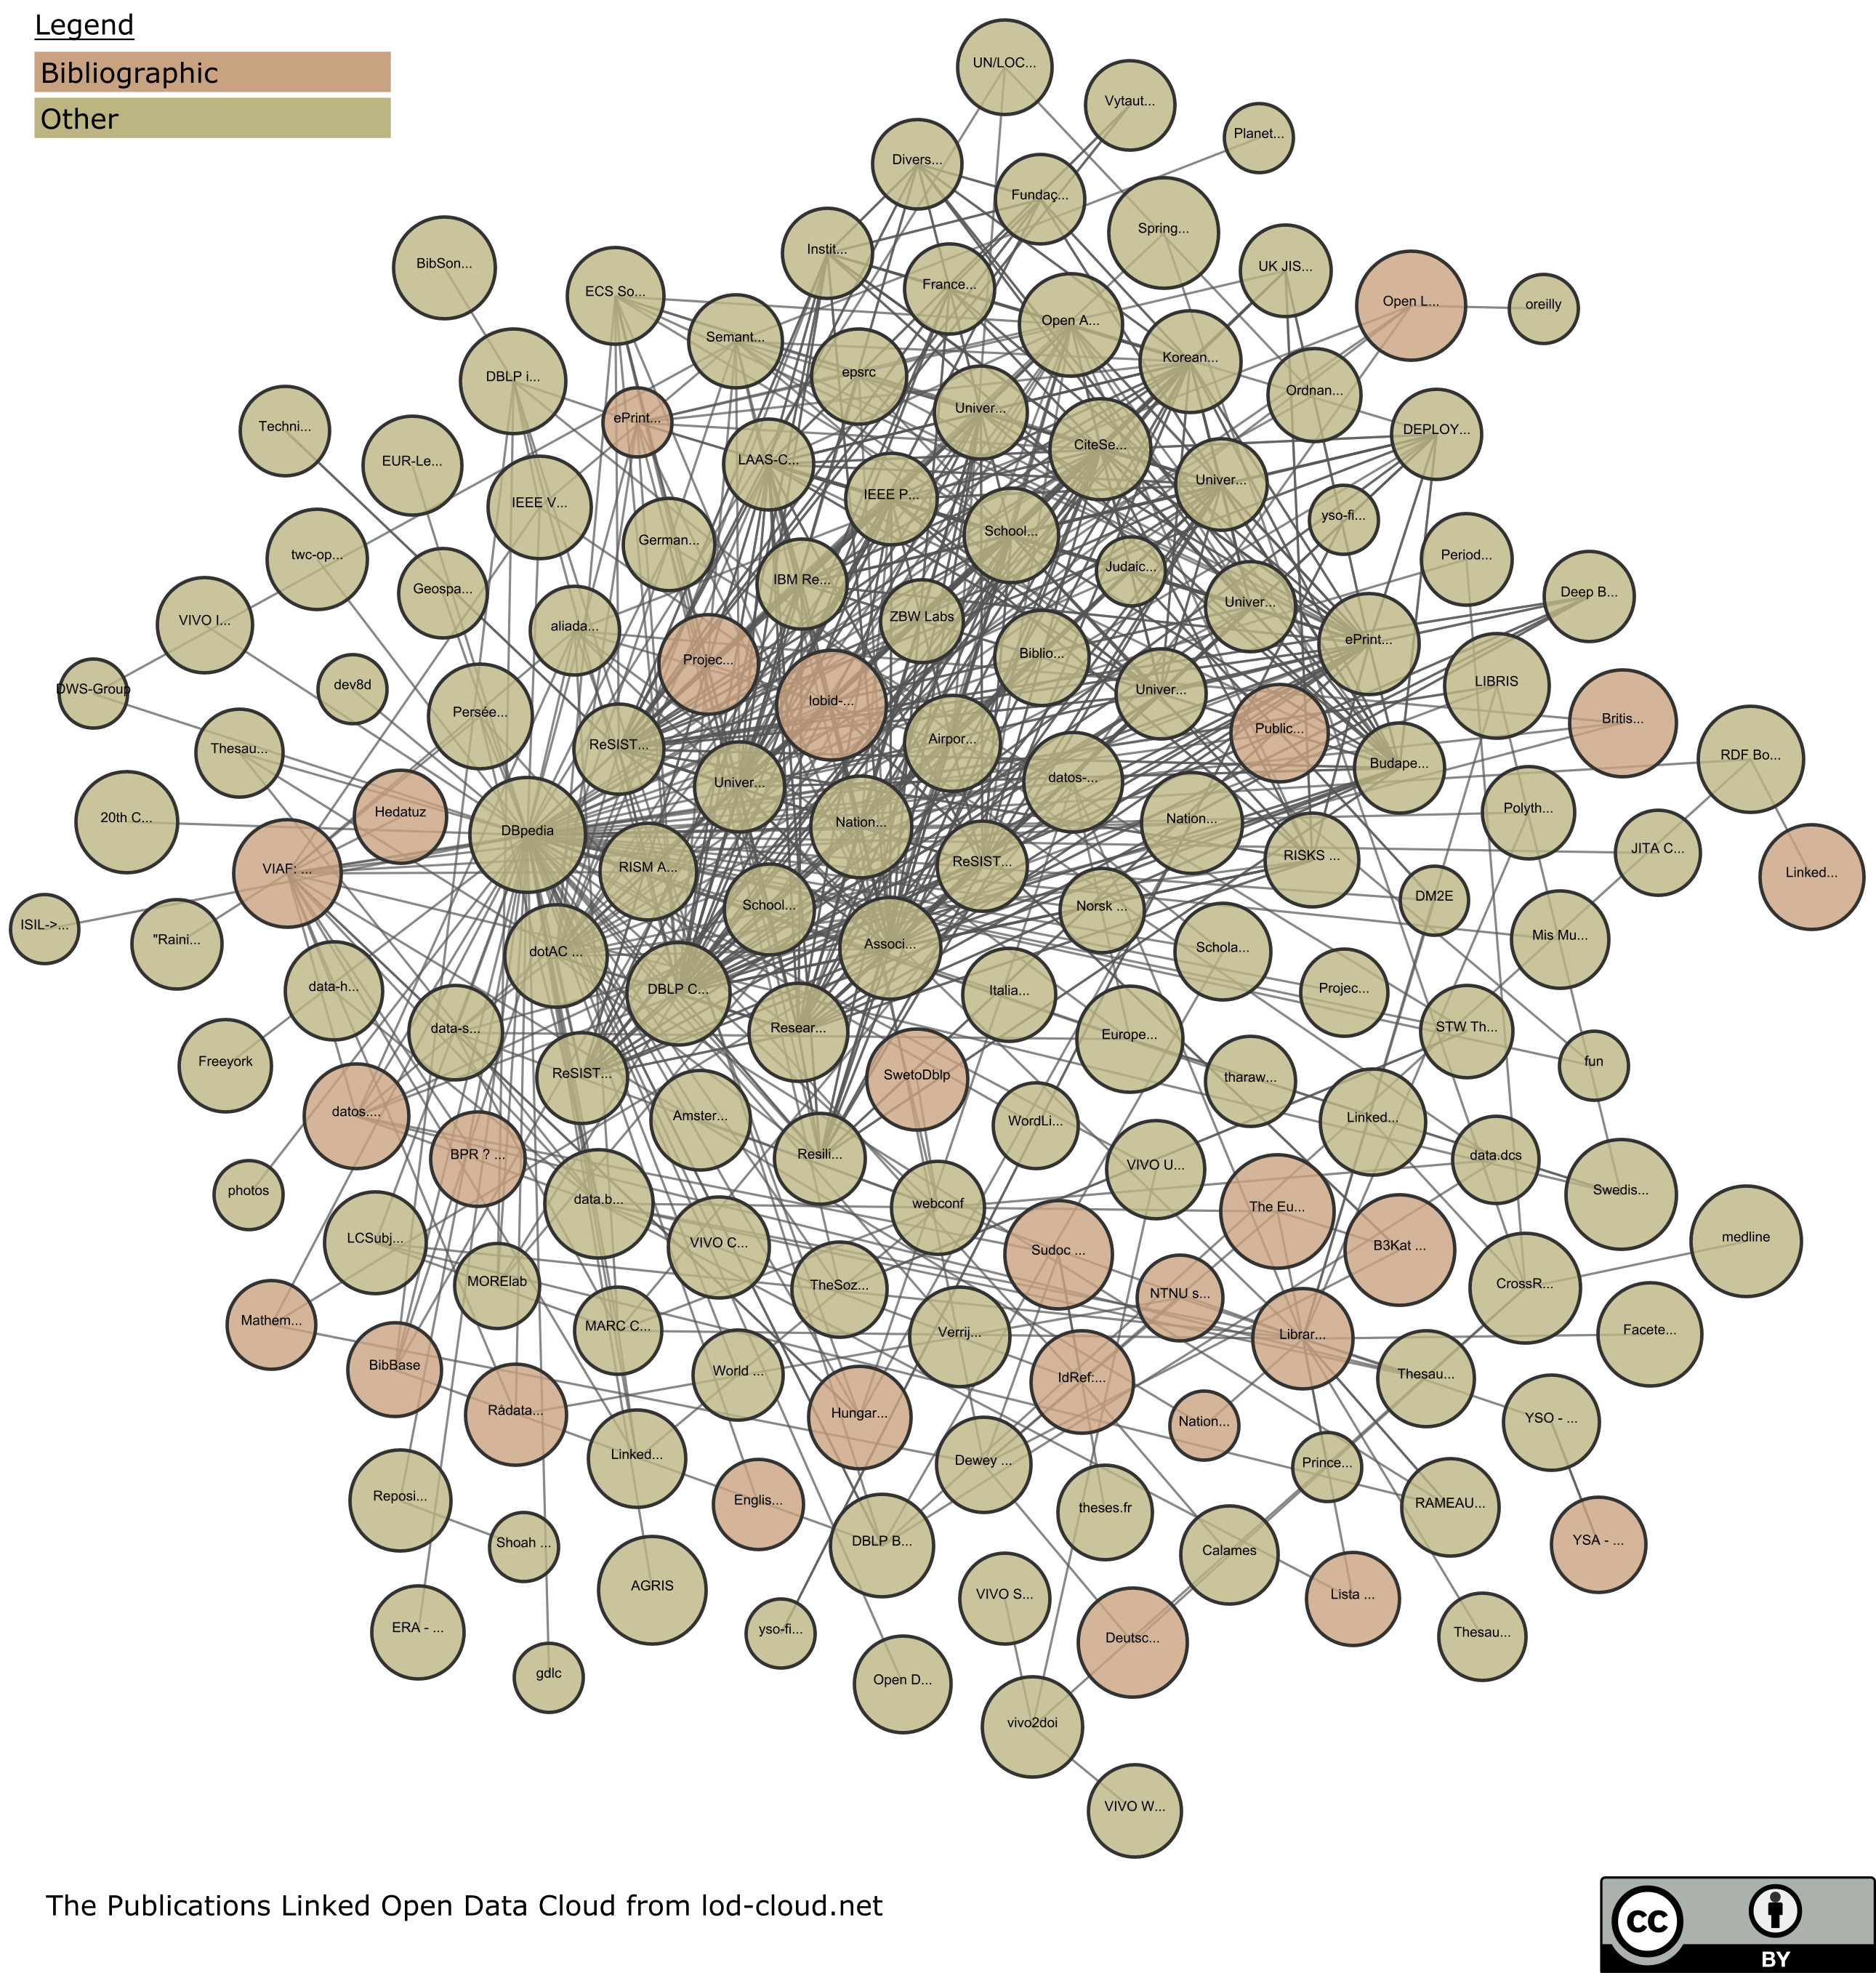 Legend
Bibliographic
Other
UN/LOC...
Vytaut...
Planet...
Divers...
Fundaç...
Spring...
Instit...
BibSon...
UK JIS...
France...
ECS So...
Open L...
oreilly
Open A...
Semant...
Korean...
DBLP i...
epsrc
Ordnan...
Univer...
ePrint...
Techni...
DEPLOY...
CiteSe...
EUR-Le...
LAAS-C...
Univer...
IEEE P...
IEEE V...
yso-fi...
School...
German...
twc-op...
Period...
Judaic...
IBM Re...
Geospa...
Deep B...
Univer...
ZBW Labs
VIVO I...
aliada...
ePrint...
Biblio...
Projec...
LIBRIS
DWS-Group
dev8d
Univer...
lobid-...
Persée...
Britis...
Public...
Airpor...
ReSIST...
Thesau...
RDF Bo...
Budape...
datos-...
Univer...
Polyth...
Hedatuz
20th C...
Nation...
Nation...
DBpedia
JITA C...
RISKS ...
ReSIST...
RISM A...
VIAF: ...
Linked...
DM2E
School...
Norsk ...
ISIL->...
"Raini...
Mis Mu...
Associ...
dotAC ...
Schola...
data-h...
DBLP C...
Italia...
Projec...
data-s...
Resear...
STW Th...
Europe...
Freeyork
fun
ReSIST...
SwetoDblp
tharaw...
datos....
Amster...
WordLi...
Linked...
BPR ? ...
Resili...
data.dcs
VIVO U...
photos
Swedis...
data.b...
webconf
The Eu...
LCSubj...
VIVO C...
Sudoc ...
B3Kat ...
medline
MORElab
TheSoz...
CrossR...
NTNU s...
Mathem...
MARC C...
Verrij...
Librar...
Facete...
BibBase
World ...
IdRef:...
Thesau...
Rådata...
Hungar...
Nation...
YSO - ...
Linked...
Dewey ...
Prince...
Reposi...
Englis...
theses.fr
RAMEAU...
Shoah ...
DBLP B...
Calames
YSA - ...
AGRIS
VIVO S...
Lista ...
ERA - ...
yso-fi...
Deutsc...
Thesau...
gdlc
Open D...
vivo2doi
VIVO W...
The Publications Linked Open Data Cloud from lod-cloud.net
cc
BY